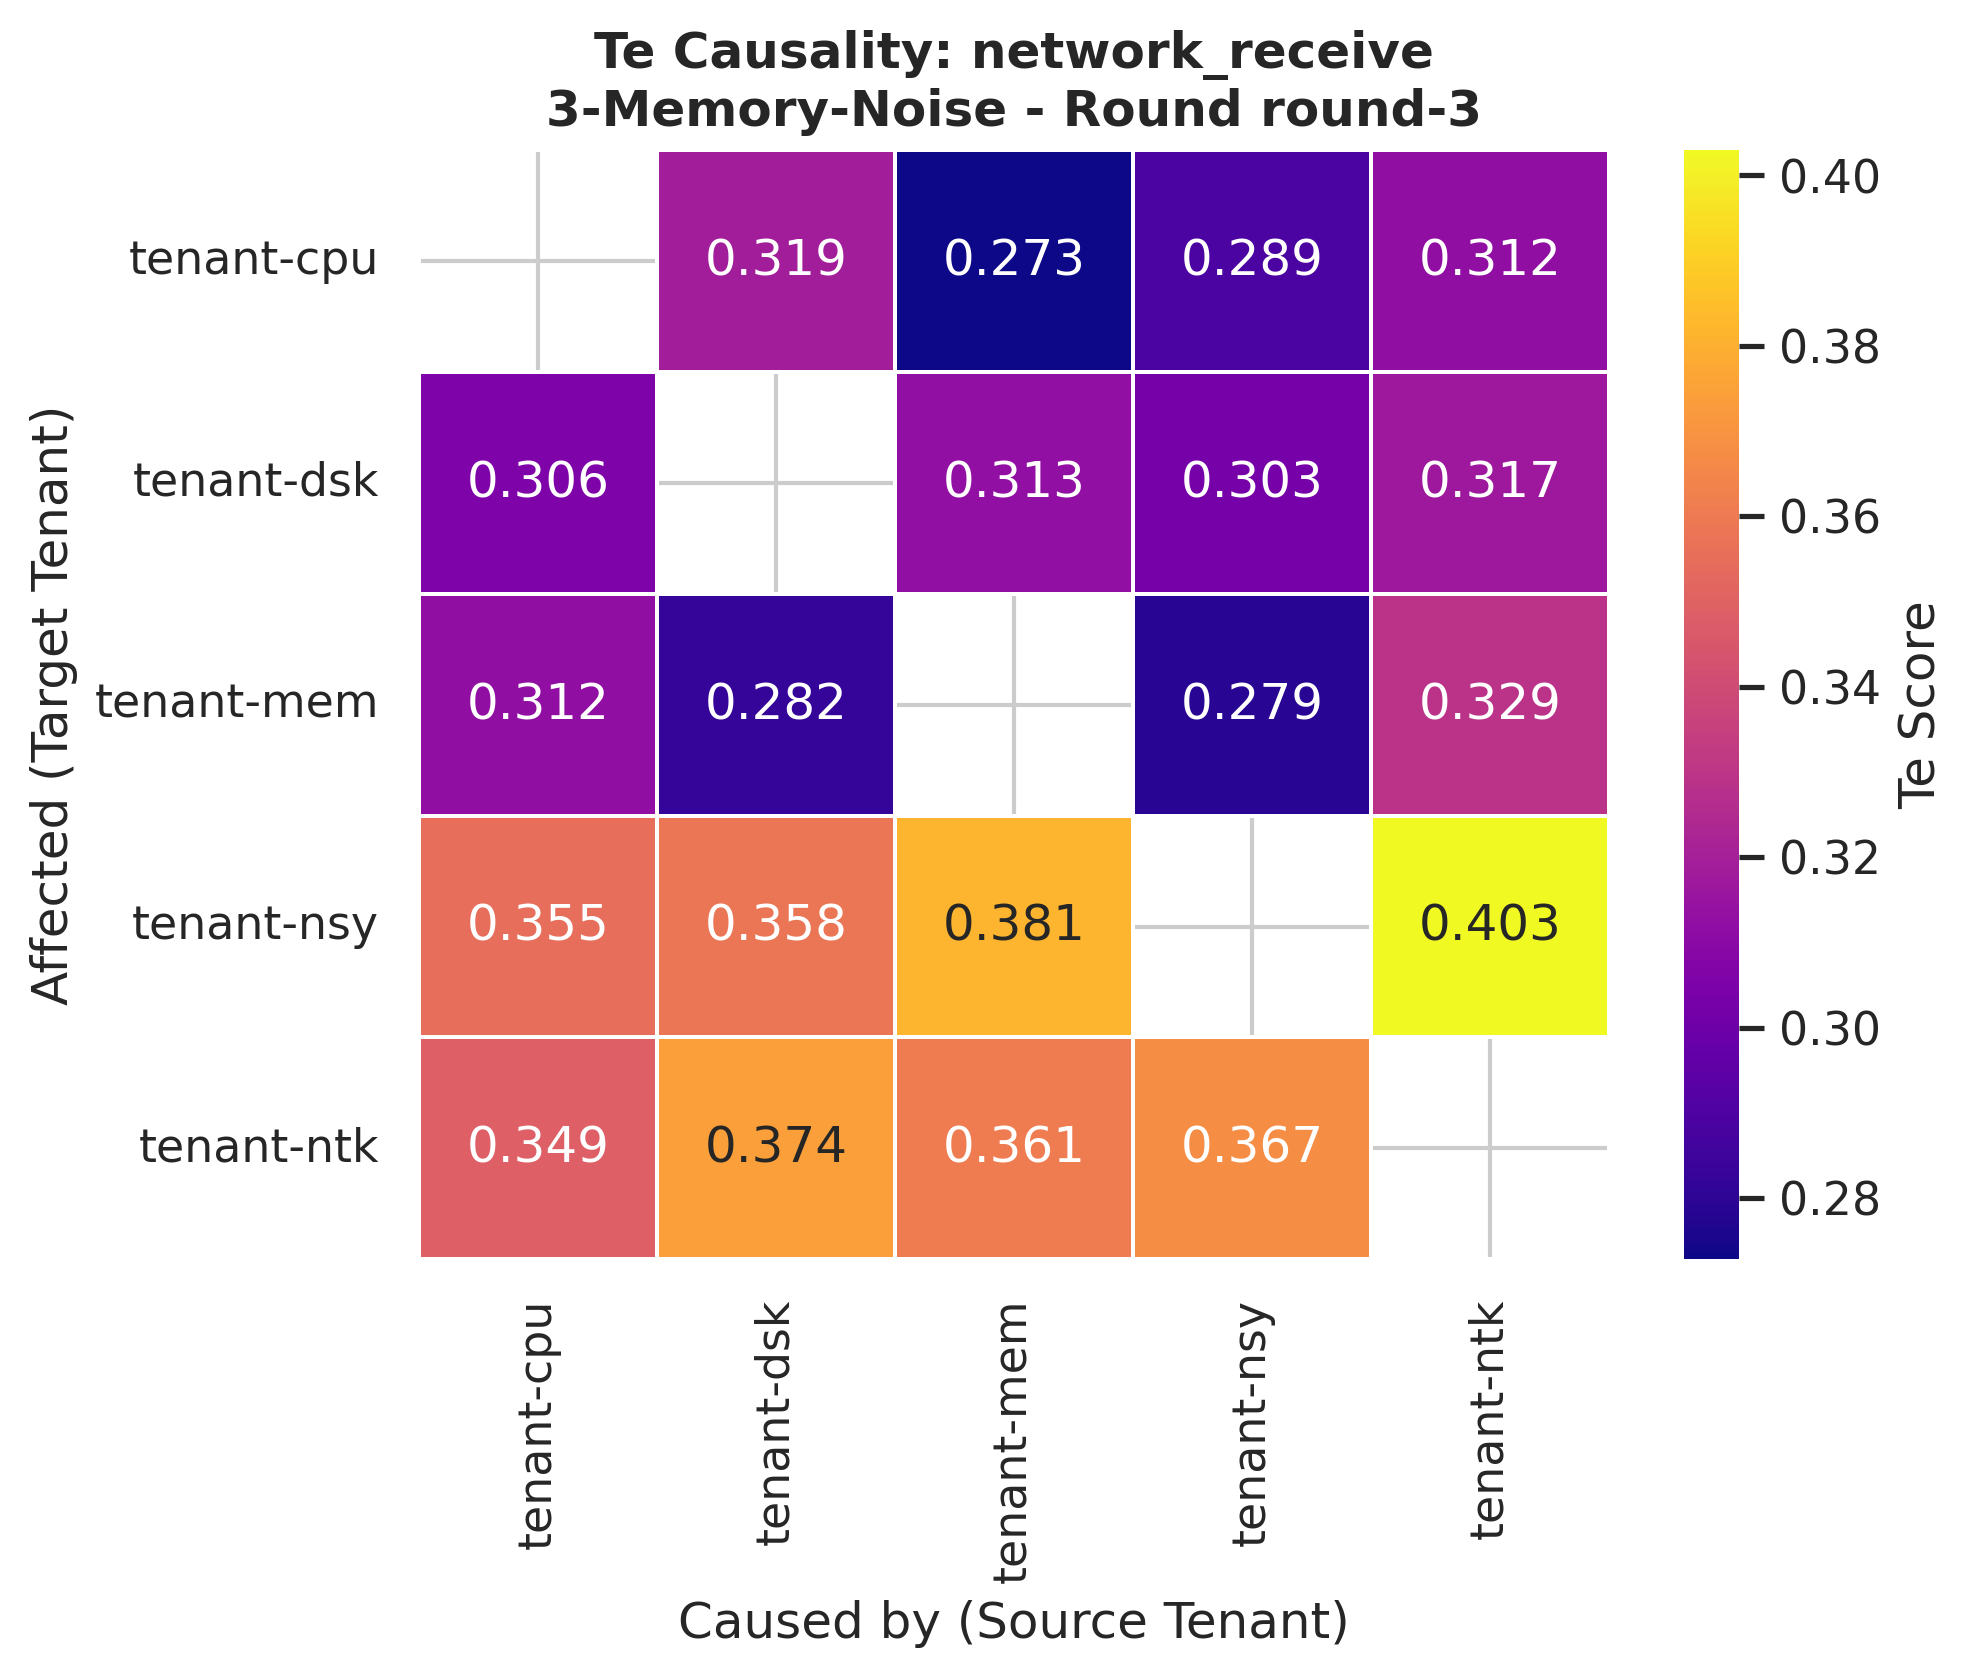 Te Causality: network_receive
3-Memory-Noise - Round round-3
Affected (Target Tenant)
tenant-cpu 0.319 0.273 0.289 0.312
tenant-dsk 0.306 0.313 0.303 0.317
tenant-mem 0.312 0.282 0.279 0.329
tenant-nsy 0.355 0.358 0.381 0.403
tenant-ntk 0.349 0.374 0.361 0.367
tenant-cpu tenant-dsk tenant-mem tenant-nsy tenant-ntk
Caused by (Source Tenant)
0.40
0.38
0.36
0.34
0.32
0.30
0.28
Te Score